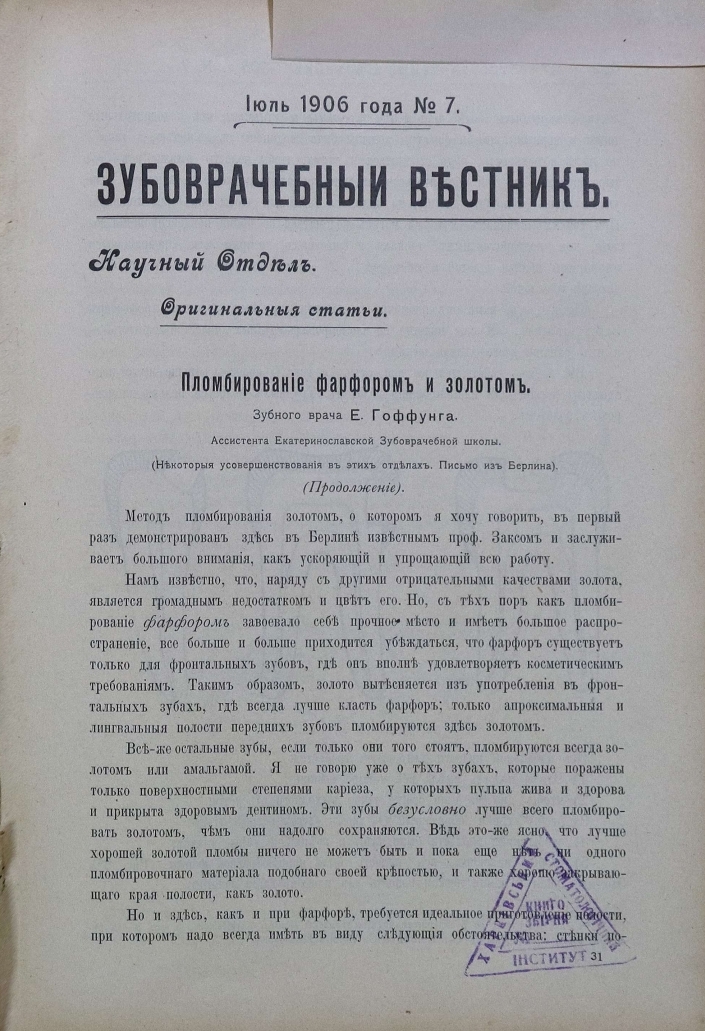 Іюль 1906 года № 7.
ЗУБОВРАЧЕБНЫЙ ВѢСТНИКЪ.
Научный Отдѣлъ.
Оригинальныя статьи.
Пломбированіе фарфоромъ и золотомъ.
Зубного врача Е. Гоффунга.
Ассистента Екатеринославской Зубоврачебной школы.
(Нѣкоторыя усовершенствованія въ этихъ отдѣлахъ. Письмо изъ Берлина).
(Продолженіе).
Методъ пломбированія золотомъ, о которомъ я хочу говорить, въ первый
разъ демонстрированъ здѣсь въ Берлинѣ извѣстнымъ проф. Заксомъ и заслужи-
ваетъ большого вниманія, какъ ускоряющій и упрощающій всю работу.
Намъ извѣстно, что, наряду съ другими отрицательными качествами золота,
является громаднымъ недостаткомъ и цвѣтъ его. Но, съ тѣхъ поръ какъ пломби-
рованіе фарфоромъ завоевало себѣ прочное мѣсто и имѣетъ большое распро-
страненіе, все больше и больше приходится убѣждаться, что фарфоръ существуетъ
только для фронтальныхъ зубовъ, гдѣ онъ вполнѣ удовлетворяетъ косметическимъ
требованіямъ. Такимъ образомъ, золото вытѣсняется изъ употребленія въ фрон-
тальныхъ зубахъ, гдѣ всегда лучше класть фарфоръ; только апроксимальныя и
лингвальныя полости переднихъ зубовъ пломбируются здѣсь золотомъ.
Всѣ-же остальные зубы, если только они того стоятъ, пломбируются всегда зо-
лотомъ или амальгамой. Я не говорю уже о тѣхъ зубахъ, которые поражены
только поверхностными степенями каріеза, у которыхъ пульпа жива и здорова
и прикрыта здоровымъ дентиномъ. Эти зубы безусловно лучше всего пломбиро-
вать золотомъ, чѣмъ они надолго сохраняются. Вѣдь это-же ясно, что лучше
хорошей золотой пломбы ничего не можетъ быть и пока еще нѣтъ ни одного
пломбировочнаго матеріала подобнаго своей крѣпостью, и также хорошо закрываю-
щаго края полости, какъ золото.
Но и здѣсь, какъ и при фарфорѣ, требуется идеальное приготовленіе полости,
при которомъ надо всегда имѣть въ виду слѣдующія обстоятельства: стѣнки по-
31
ХАРКІВСЬКИЙ
СТОМАТОЛОГІЧН
КНИГО
ЗБІРНЯ
ІНСТИТУТ